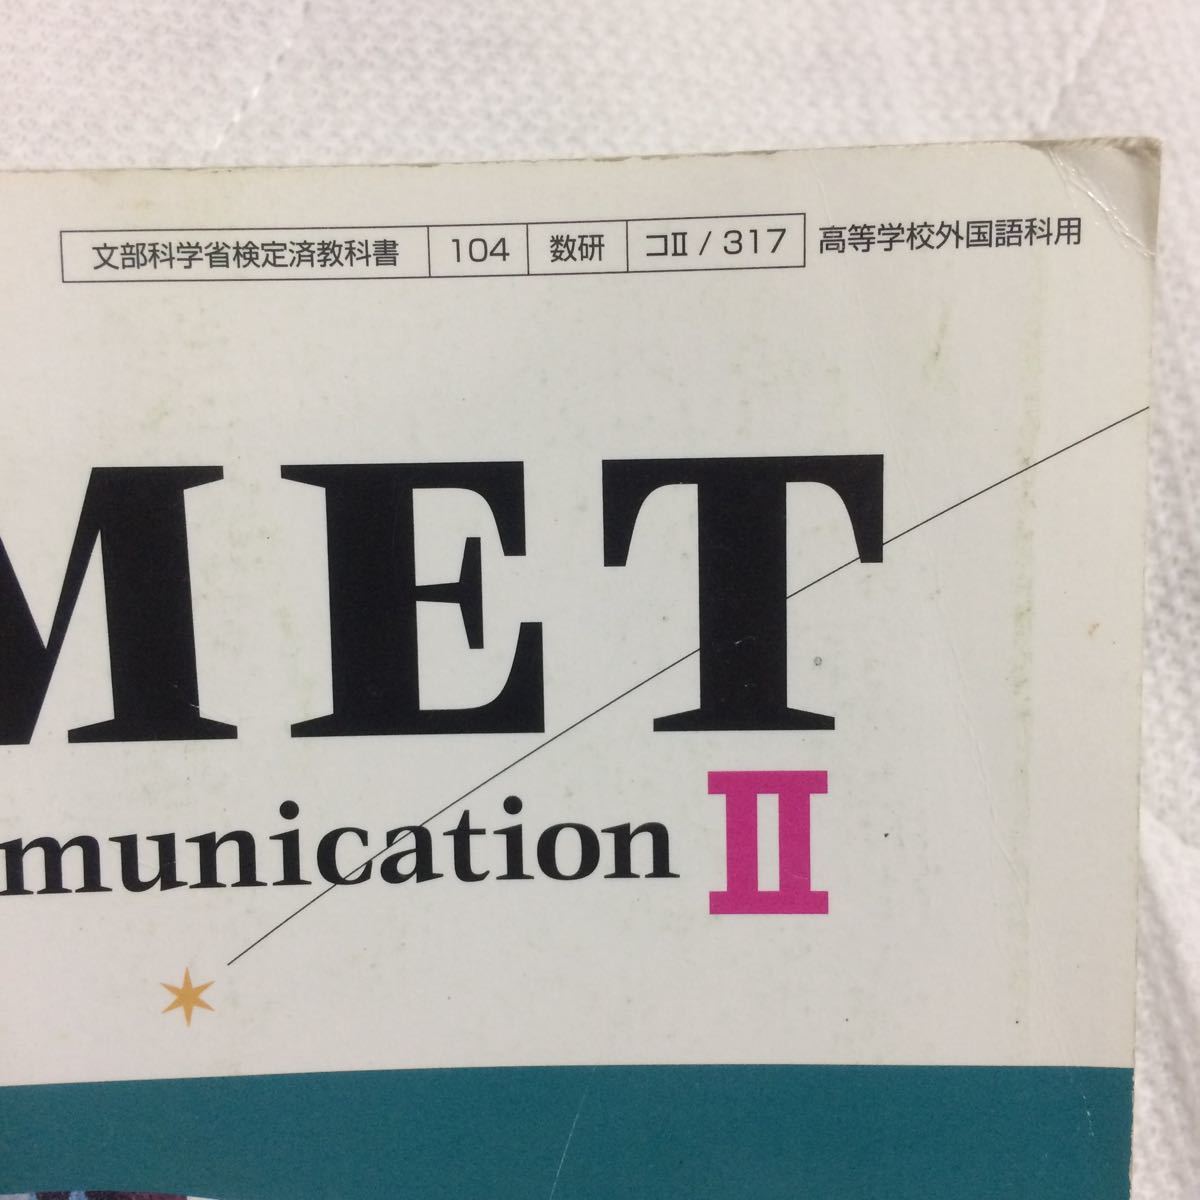 文部科学省検定済教科書 104 数研 コⅡ / 317 高等学校外国語科用
MET
mmunication Ⅱ